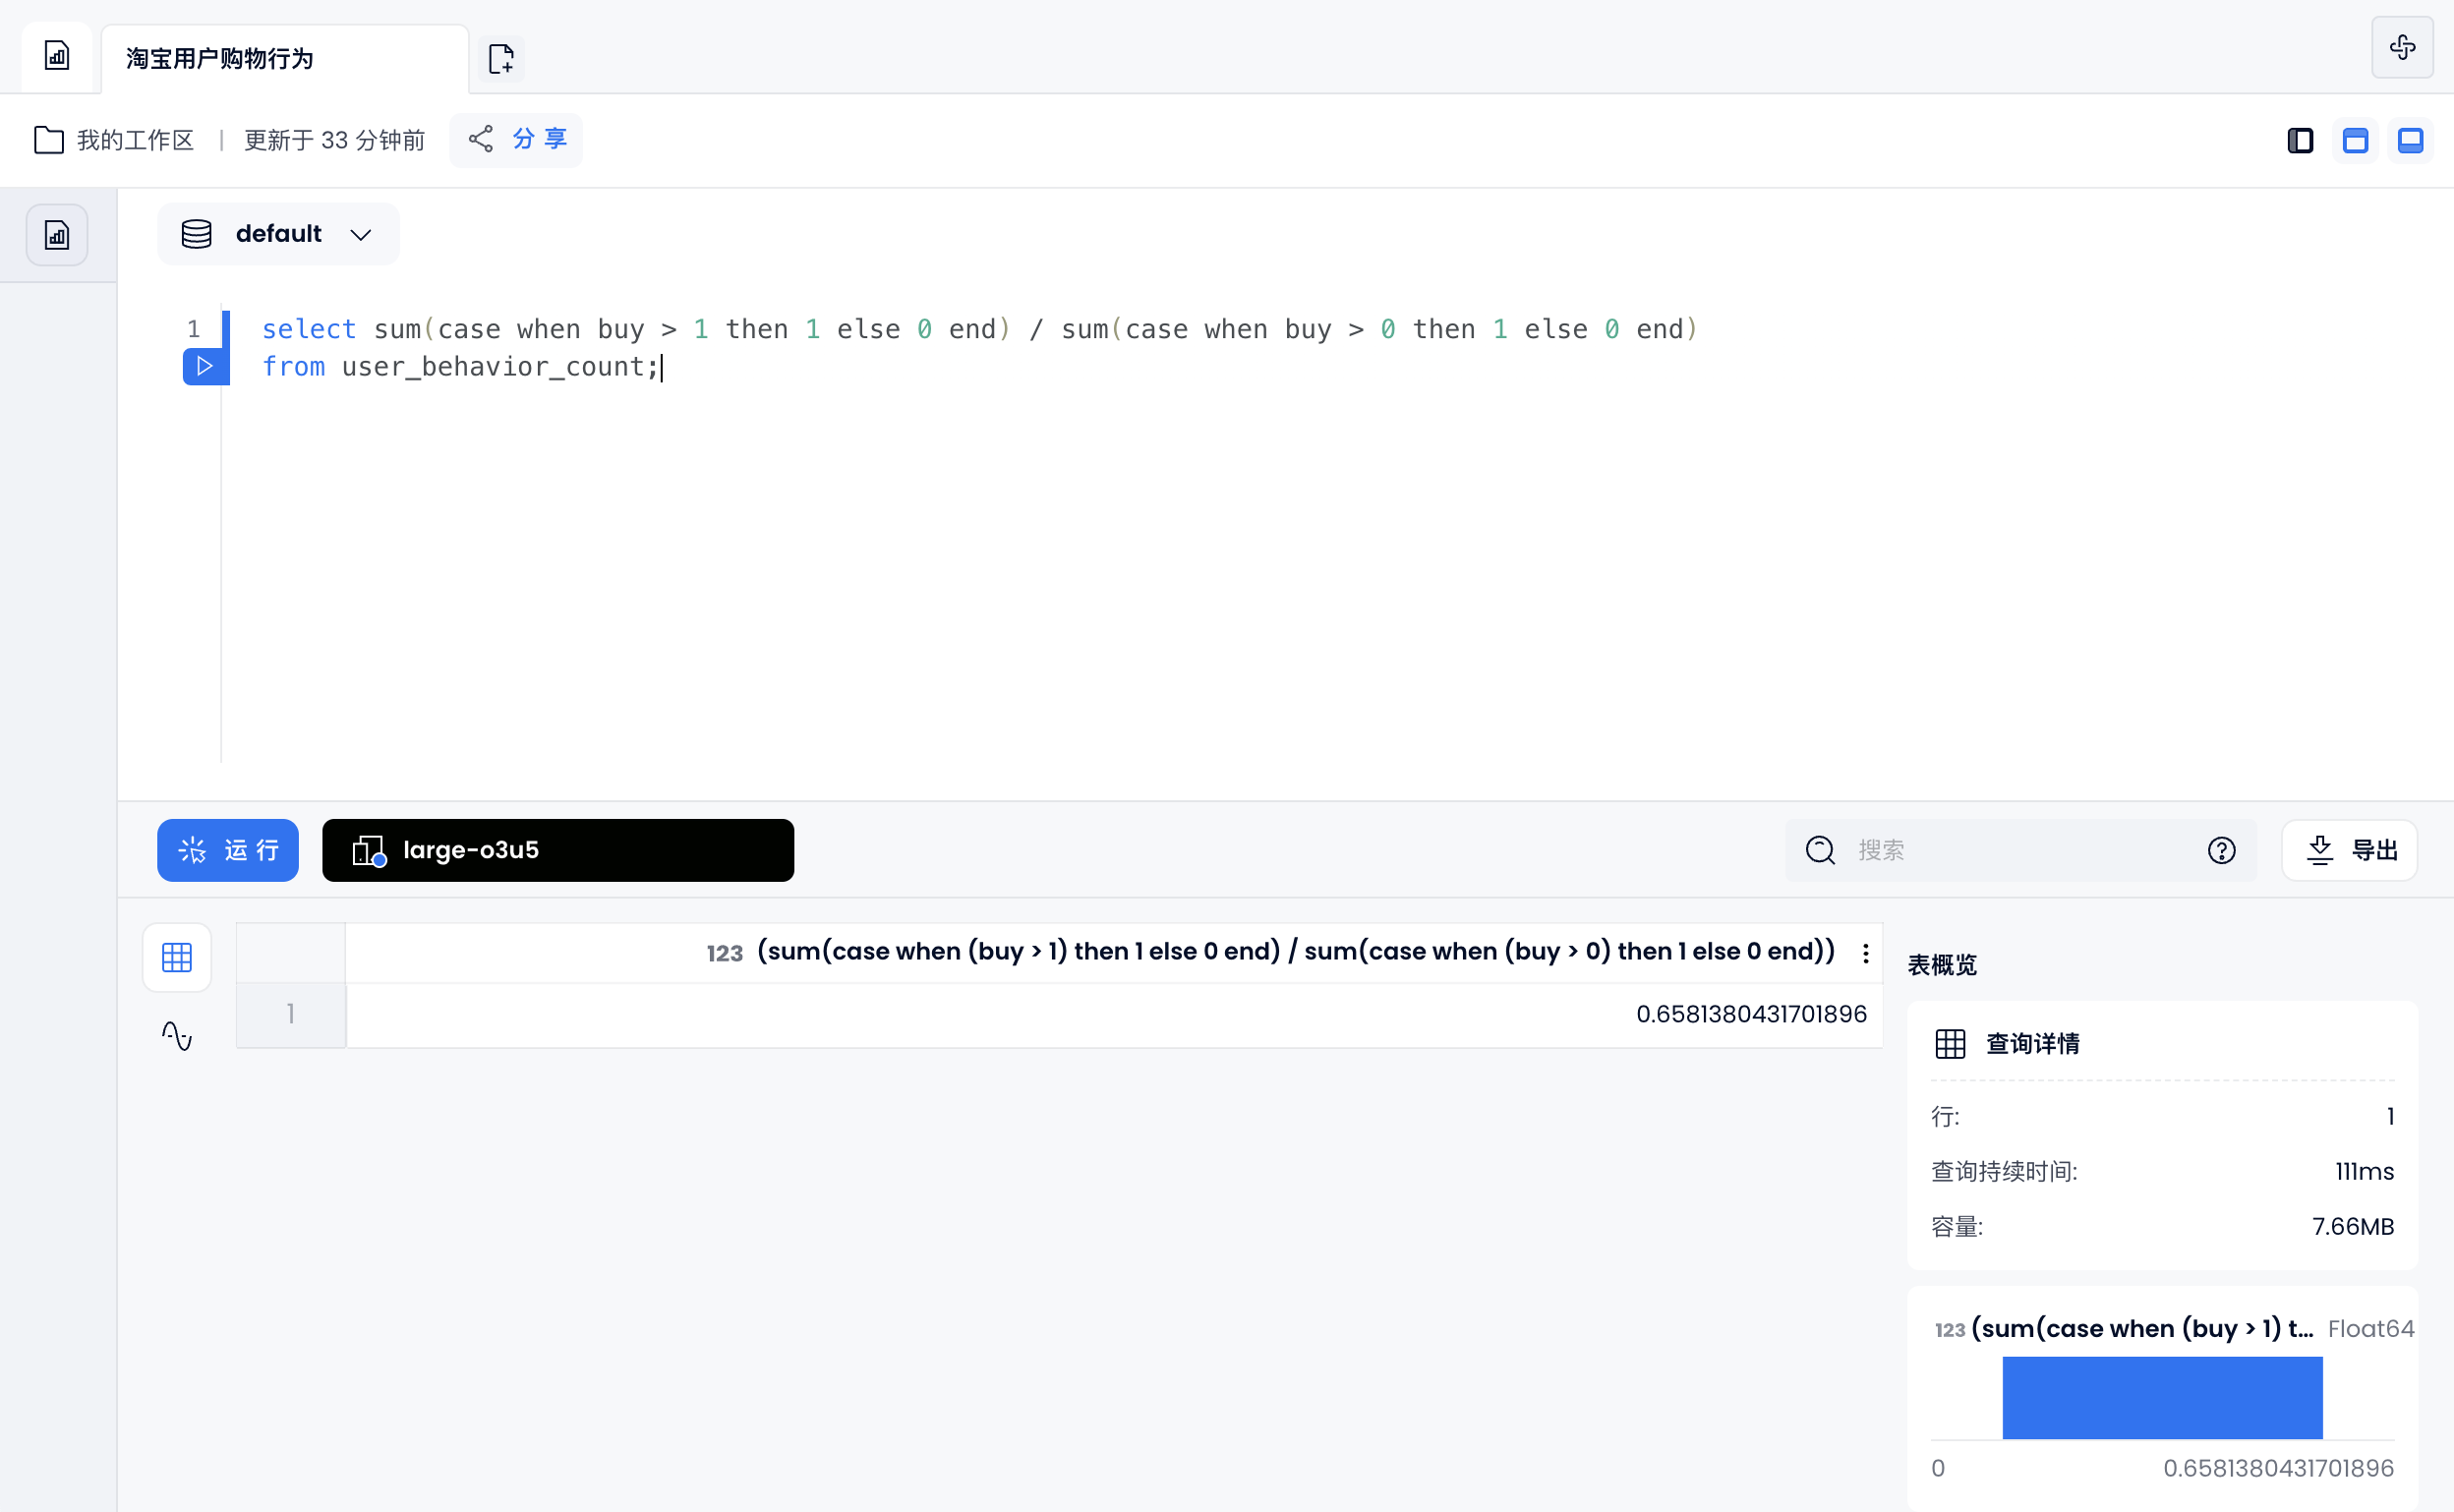 淘宝用户购物行为
我的工作区 | 更新于 33 分钟前 分享
default
1 select sum(case when buy > 1 then 1 else 0 end) / sum(case when buy > 0 then 1 else 0 end)
from user_behavior_count;
运行 large-o3u5 搜索 导出
123 (sum(case when (buy > 1) then 1 else 0 end) / sum(case when (buy > 0) then 1 else 0 end))
1 0.6581380431701896
表概览
查询详情
行: 1
查询持续时间: 111ms
容量: 7.66MB
123 (sum(case when (buy > 1) t... Float64
0 0.6581380431701896